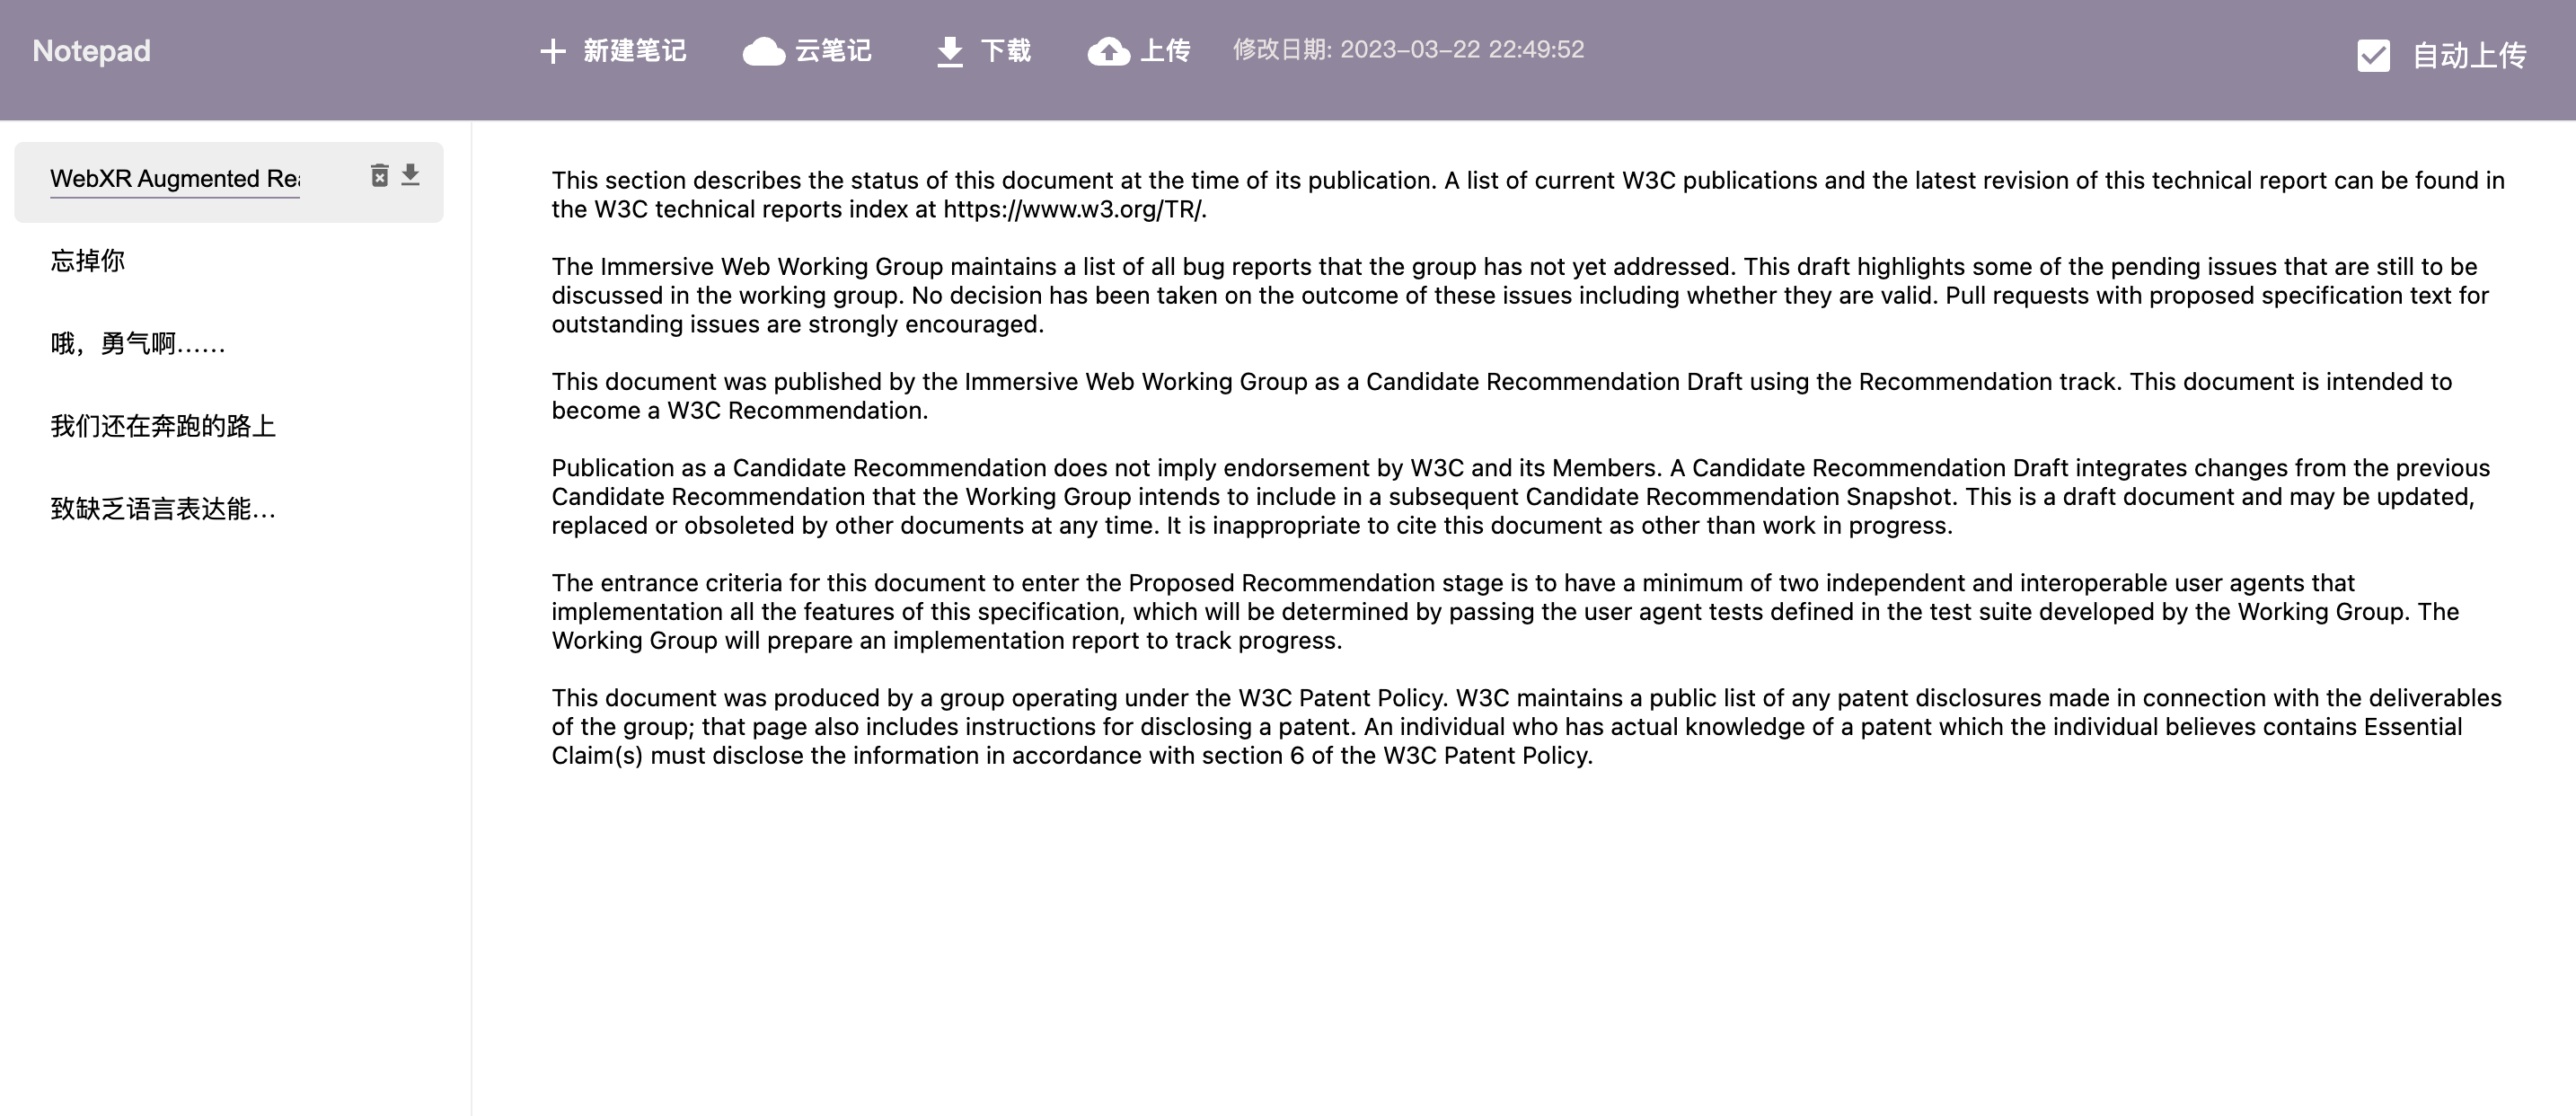 Notepad
新建笔记
云笔记
下载
上传
修改日期: 2023-03-22 22:49:52
自动上传
WebXR Augmented Rea
忘掉你
哦，勇气啊……
我们还在奔跑的路上
致缺乏语言表达能...
This section describes the status of this document at the time of its publication. A list of current W3C publications and the latest revision of this technical report can be found in
the W3C technical reports index at https://www.w3.org/TR/.
The Immersive Web Working Group maintains a list of all bug reports that the group has not yet addressed. This draft highlights some of the pending issues that are still to be
discussed in the working group. No decision has been taken on the outcome of these issues including whether they are valid. Pull requests with proposed specification text for
outstanding issues are strongly encouraged.
This document was published by the Immersive Web Working Group as a Candidate Recommendation Draft using the Recommendation track. This document is intended to
become a W3C Recommendation.
Publication as a Candidate Recommendation does not imply endorsement by W3C and its Members. A Candidate Recommendation Draft integrates changes from the previous
Candidate Recommendation that the Working Group intends to include in a subsequent Candidate Recommendation Snapshot. This is a draft document and may be updated,
replaced or obsoleted by other documents at any time. It is inappropriate to cite this document as other than work in progress.
The entrance criteria for this document to enter the Proposed Recommendation stage is to have a minimum of two independent and interoperable user agents that
implementation all the features of this specification, which will be determined by passing the user agent tests defined in the test suite developed by the Working Group. The
Working Group will prepare an implementation report to track progress.
This document was produced by a group operating under the W3C Patent Policy. W3C maintains a public list of any patent disclosures made in connection with the deliverables
of the group; that page also includes instructions for disclosing a patent. An individual who has actual knowledge of a patent which the individual believes contains Essential
Claim(s) must disclose the information in accordance with section 6 of the W3C Patent Policy.